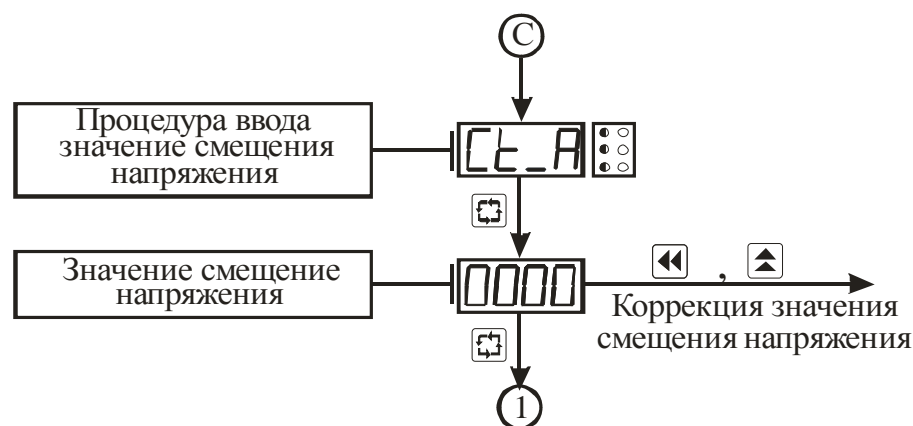 C
Процедура ввода
значение смещения
напряжения
Ct_A
Значение смещение
напряжения
0000
,
Коррекция значения
смещения напряжения
1